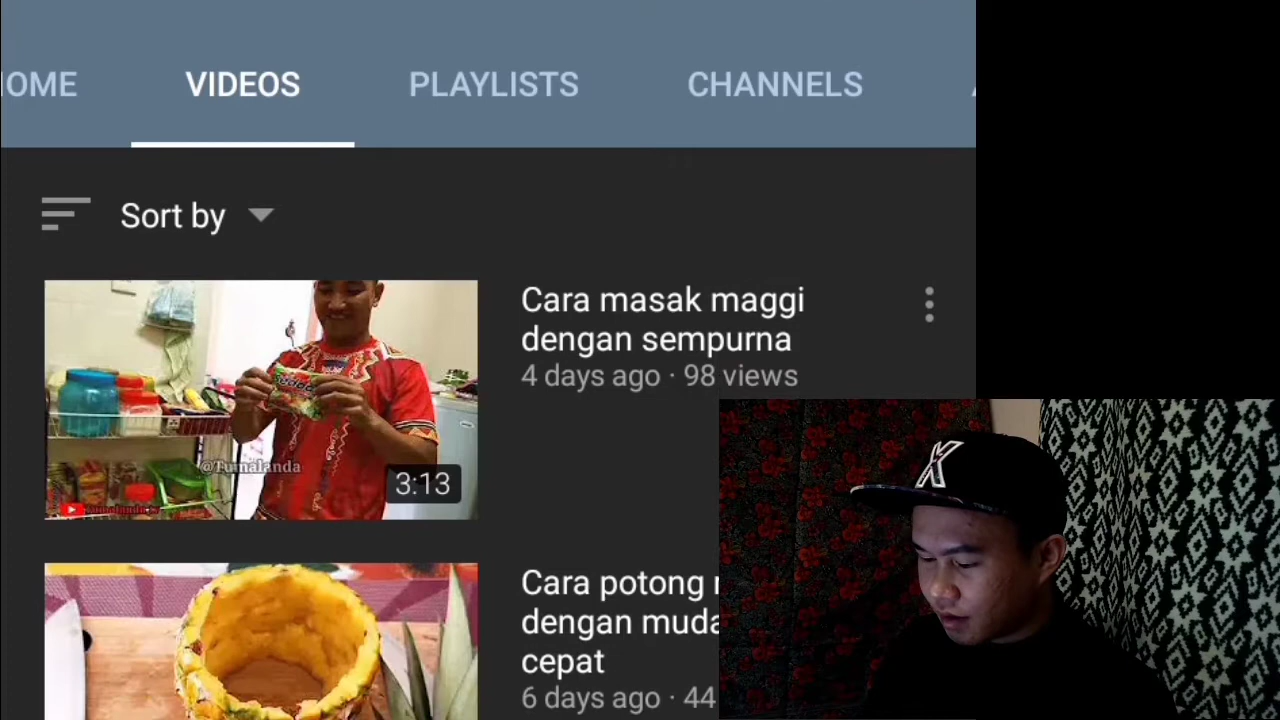 OME VIDEOS PLAYLISTS CHANNELS
Sort by
Cara masak maggi
dengan sempurna
4 days ago · 98 views
@Tumalanda
3:13
Cara potong
dengan muda
cepat
6 days ago · 44
X